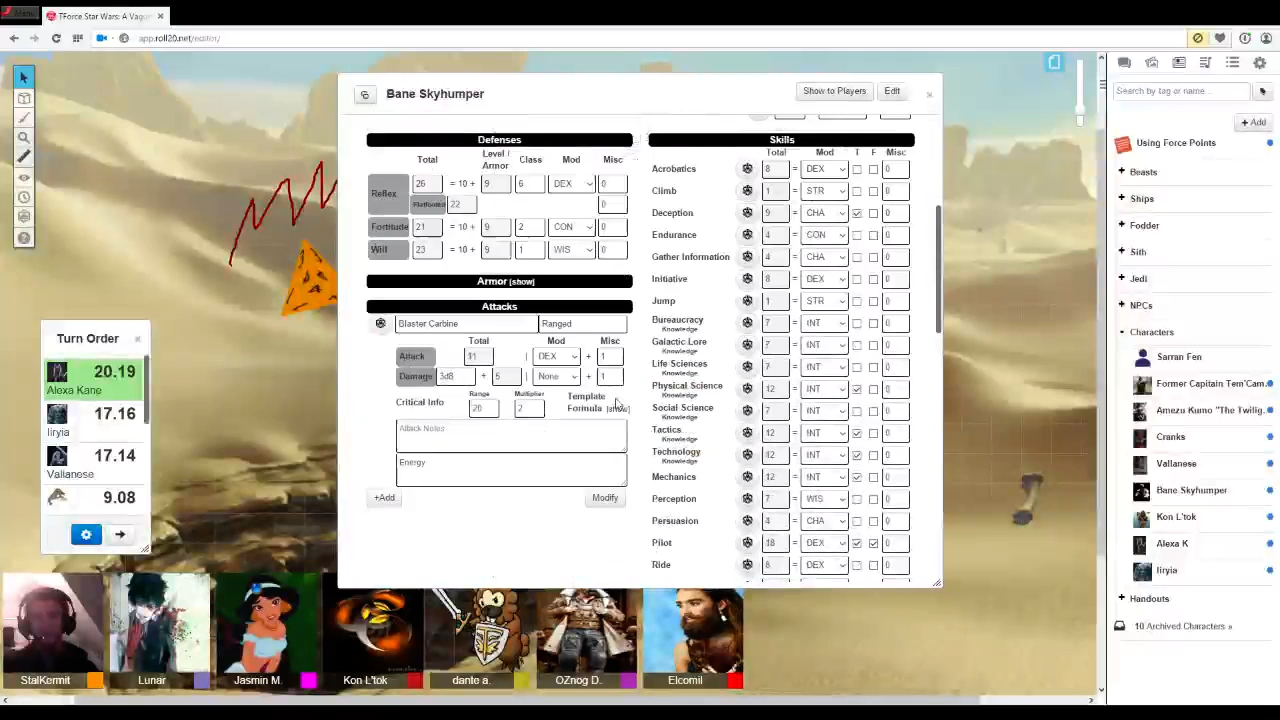 Menu
TForce.Star Wars: A Vagu
app.roll20.net/editor/
Bane Skyhumper
Show to Players
Edit
Defenses
Total Level / Armor Class Mod Misc
Reflex 26 = 10 + 9 6 DEX 0
Flatfooted 22 0
Fortitude 21 = 10 + 9 2 CON 0
Will 23 = 10 + 9 1 WIS 0
Armor [show]
Attacks
Blaster Carbine Ranged
Total Mod Misc
Attack 11 | DEX + 1
Damage 3d8 + 5 | None + 1
Critical Info Range 20 Multiplier 2 Template Formula [show]
Attack Notes
Energy
+Add Modify
Skills
Total Mod T F Misc
Acrobatics 8 = DEX 0
Climb 1 = STR 0
Deception 9 = CHA 0
Endurance 4 = CON 0
Gather Information 4 = CHA 0
Initiative 8 = DEX 0
Jump 1 = STR 0
Bureaucracy Knowledge 7 = INT 0
Galactic Lore Knowledge 7 = INT 0
Life Sciences Knowledge 7 = INT 0
Physical Science Knowledge 12 = INT 0
Social Science Knowledge 7 = INT 0
Tactics Knowledge 12 = INT 0
Technology Knowledge 12 = INT 0
Mechanics 12 = INT 0
Perception 7 = WIS 0
Persuasion 4 = CHA 0
Pilot 18 = DEX 0
Ride 8 = DEX 0
Turn Order
20.19
Alexa Kane
17.16
Iiryia
17.14
Vallanese
9.08
StalKermit
Lunar
Jasmin M.
Kon L'tok
dante a.
OZnog D.
Elcomil
Search by tag or name...
+ Add
Using Force Points
+ Beasts
+ Ships
+ Fodder
+ Sith
+ Jedi
+ NPCs
- Characters
Sarran Fen
Former Capitain Tem'Cam.
Amezu Kumo "The Twilig.
Cranks
Vallanese
Bane Skyhumper
Kon L'tok
Alexa K
Iiryia
+ Handouts
10 Archived Characters »